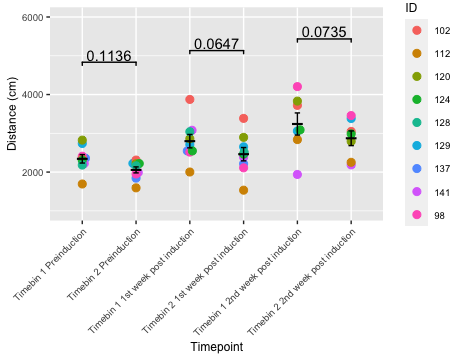 ID
102
112
120
124
128
129
137
141
98
0.1136
0.0647
0.0735
Distance (cm)
6000
4000
2000
Timebin 1 Preinduction
Timebin 2 Preinduction
Timebin 1 1st week post induction
Timebin 2 1st week post induction
Timebin 1 2nd week post induction
Timebin 2 2nd week post induction
Timepoint